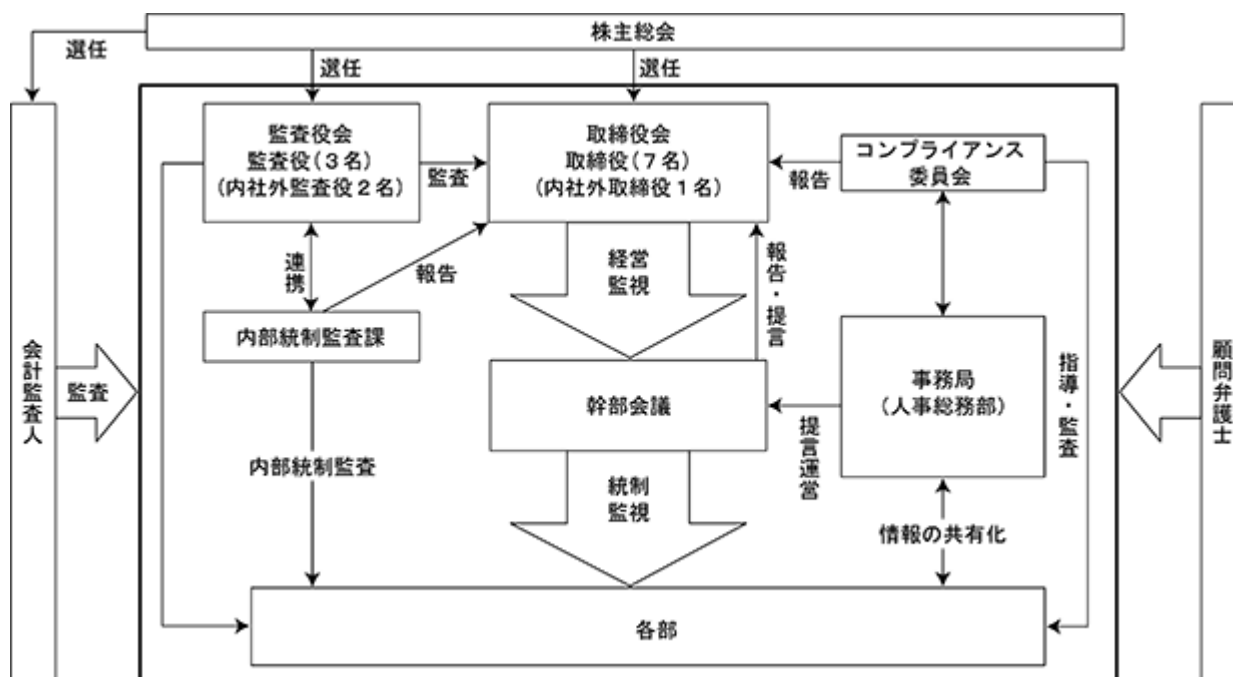 株主総会
選任
選任
選任
監査役会
監査役(3名)
(内社外監査役2名)
監査
取締役会
取締役(7名)
(内社外取締役1名)
報告
コンプライアンス
委員会
連携
報告
経営
監視
報告・提言
内部統制監査課
会計監査人
監査
幹部会議
事務局
(人事総務部)
提言運営
指導・監査
顧問弁護士
内部統制監査
統制
監視
情報の共有化
各部